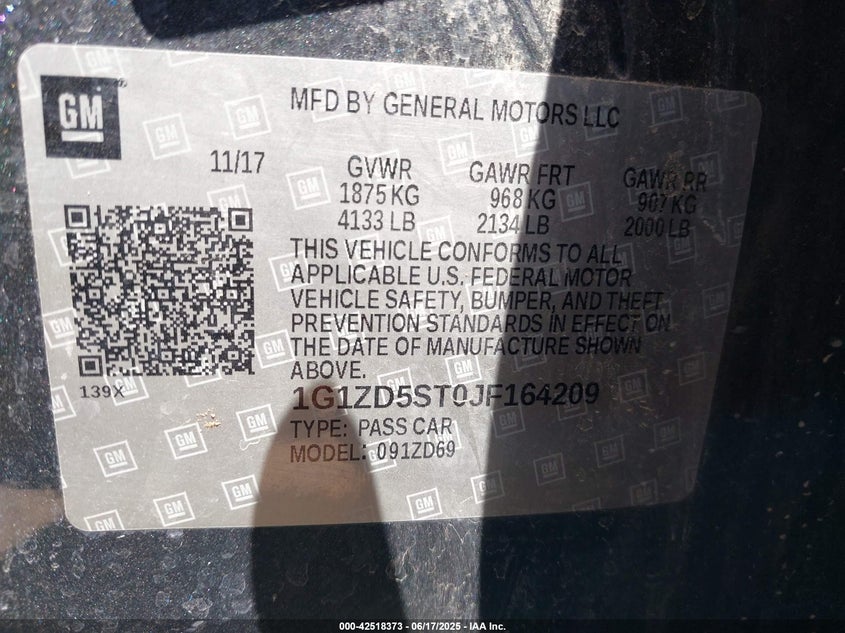 GM
MFD BY GENERAL MOTORS LLC
11/17
GVWR GAWR FRT GAWR RR
1875 KG 968 KG 907 KG
4133 LB 2134 LB 2000 LB
THIS VEHICLE CONFORMS TO ALL
APPLICABLE U.S. FEDERAL MOTOR
VEHICLE SAFETY, BUMPER, AND THEFT
PREVENTION STANDARDS IN EFFECT ON
THE DATE OF MANUFACTURE SHOWN
ABOVE.
139X
1G1ZD5ST0JF164209
TYPE: PASS CAR
MODEL: 091ZD69
000-42518373 - 06/17/2025 - IAA Inc.